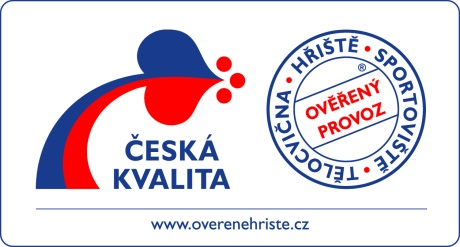 ČESKÁ
KVALITA
TĚLOCVIČNA • HŘIŠTĚ • SPORTOVIŠTĚ •
®
OVĚŘENÝ
PROVOZ
www.overenehriste.cz